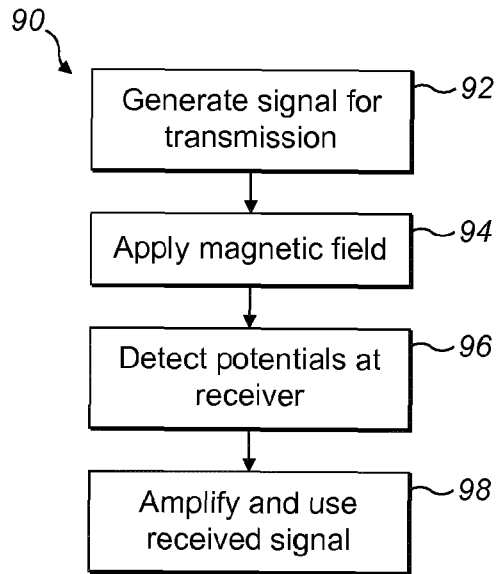 90
Generate signal for
transmission
92
Apply magnetic field
94
Detect potentials at
receiver
96
Amplify and use
received signal
98